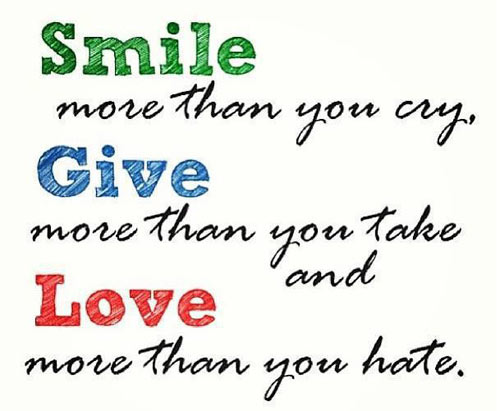 Smile
more than you cry,
Give
more than you take
and
Love
more than you hate.